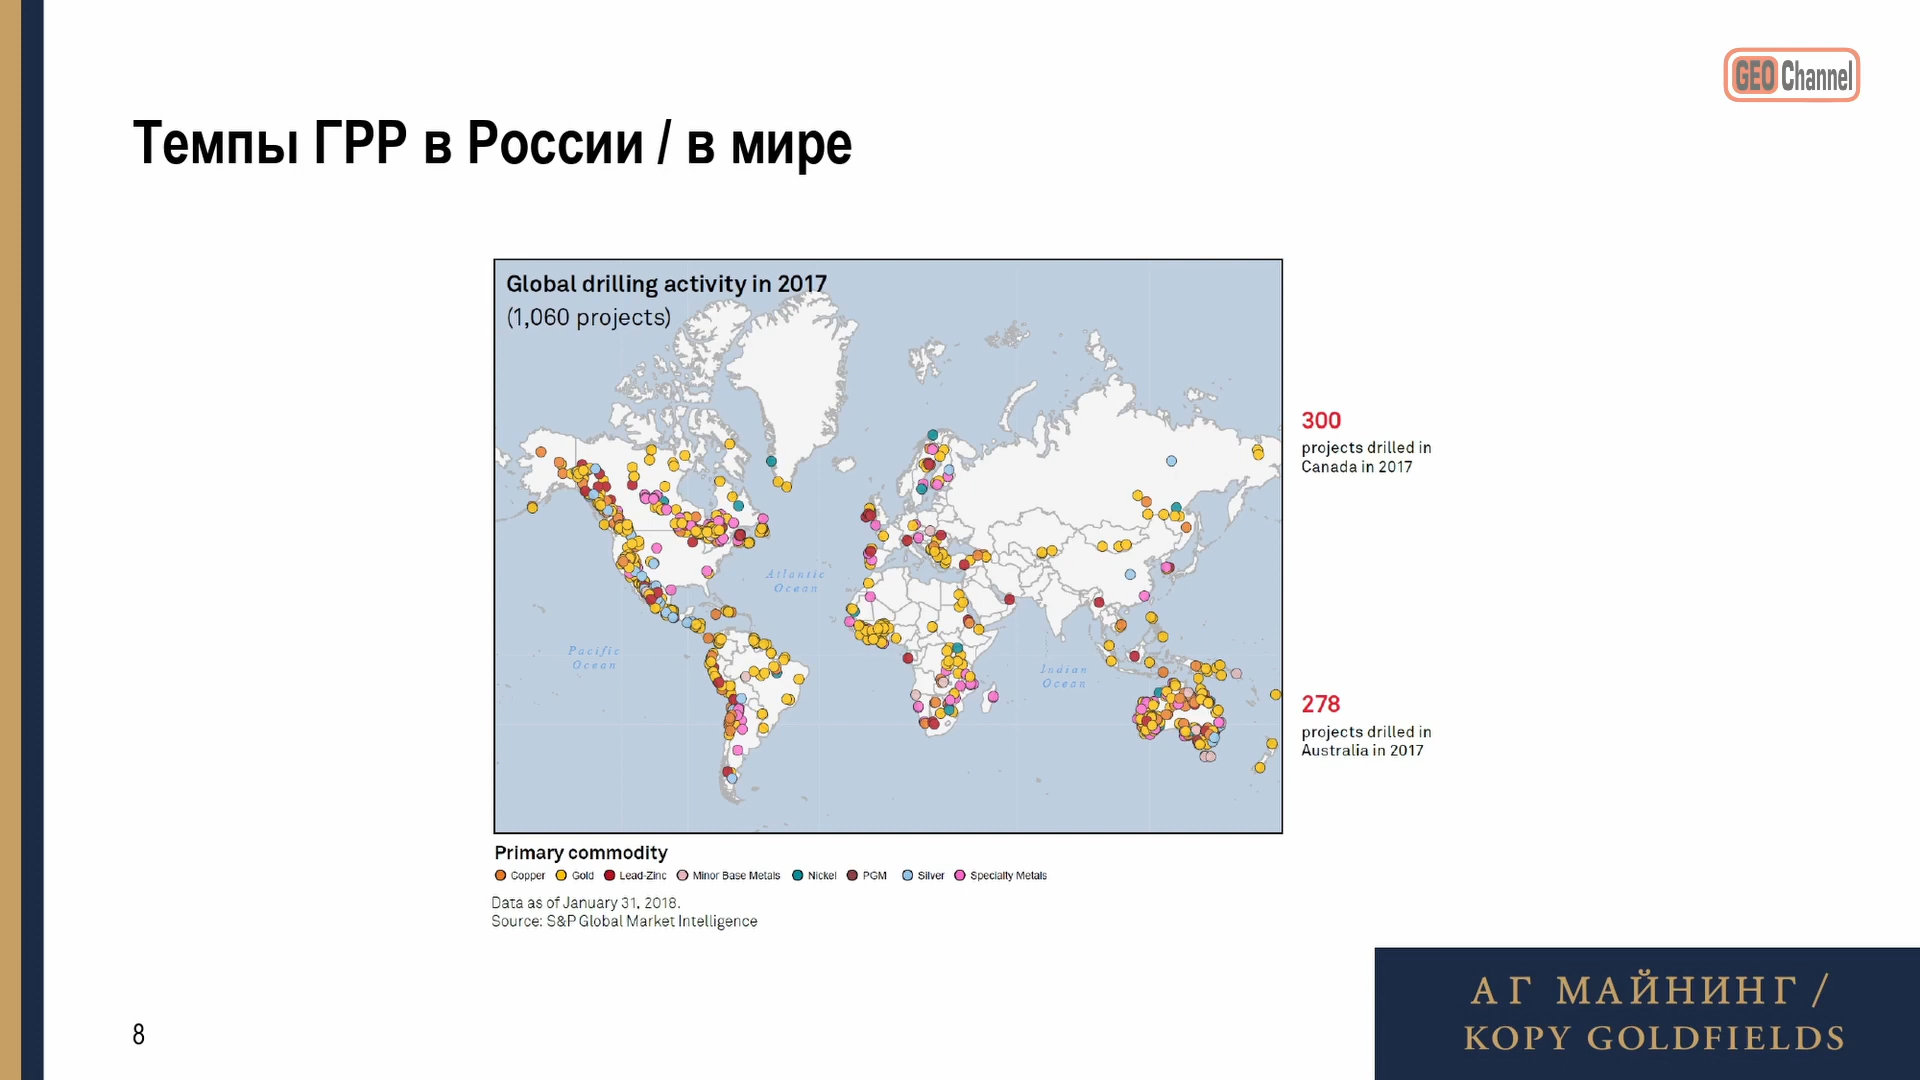 GEO Channel
Темпы ГРР в России / в мире
Global drilling activity in 2017
(1,060 projects)
300
projects drilled in
Canada in 2017
Atlantic
Ocean
Pacific
Ocean
Indian
Ocean
278
projects drilled in
Australia in 2017
Primary commodity
Copper Gold Lead-Zinc Minor Base Metals Nickel PGM Silver Specialty Metals
Data as of January 31, 2018.
Source: S&P Global Market Intelligence
АГ МАЙНИНГ /
KOPY GOLDFIELDS
8